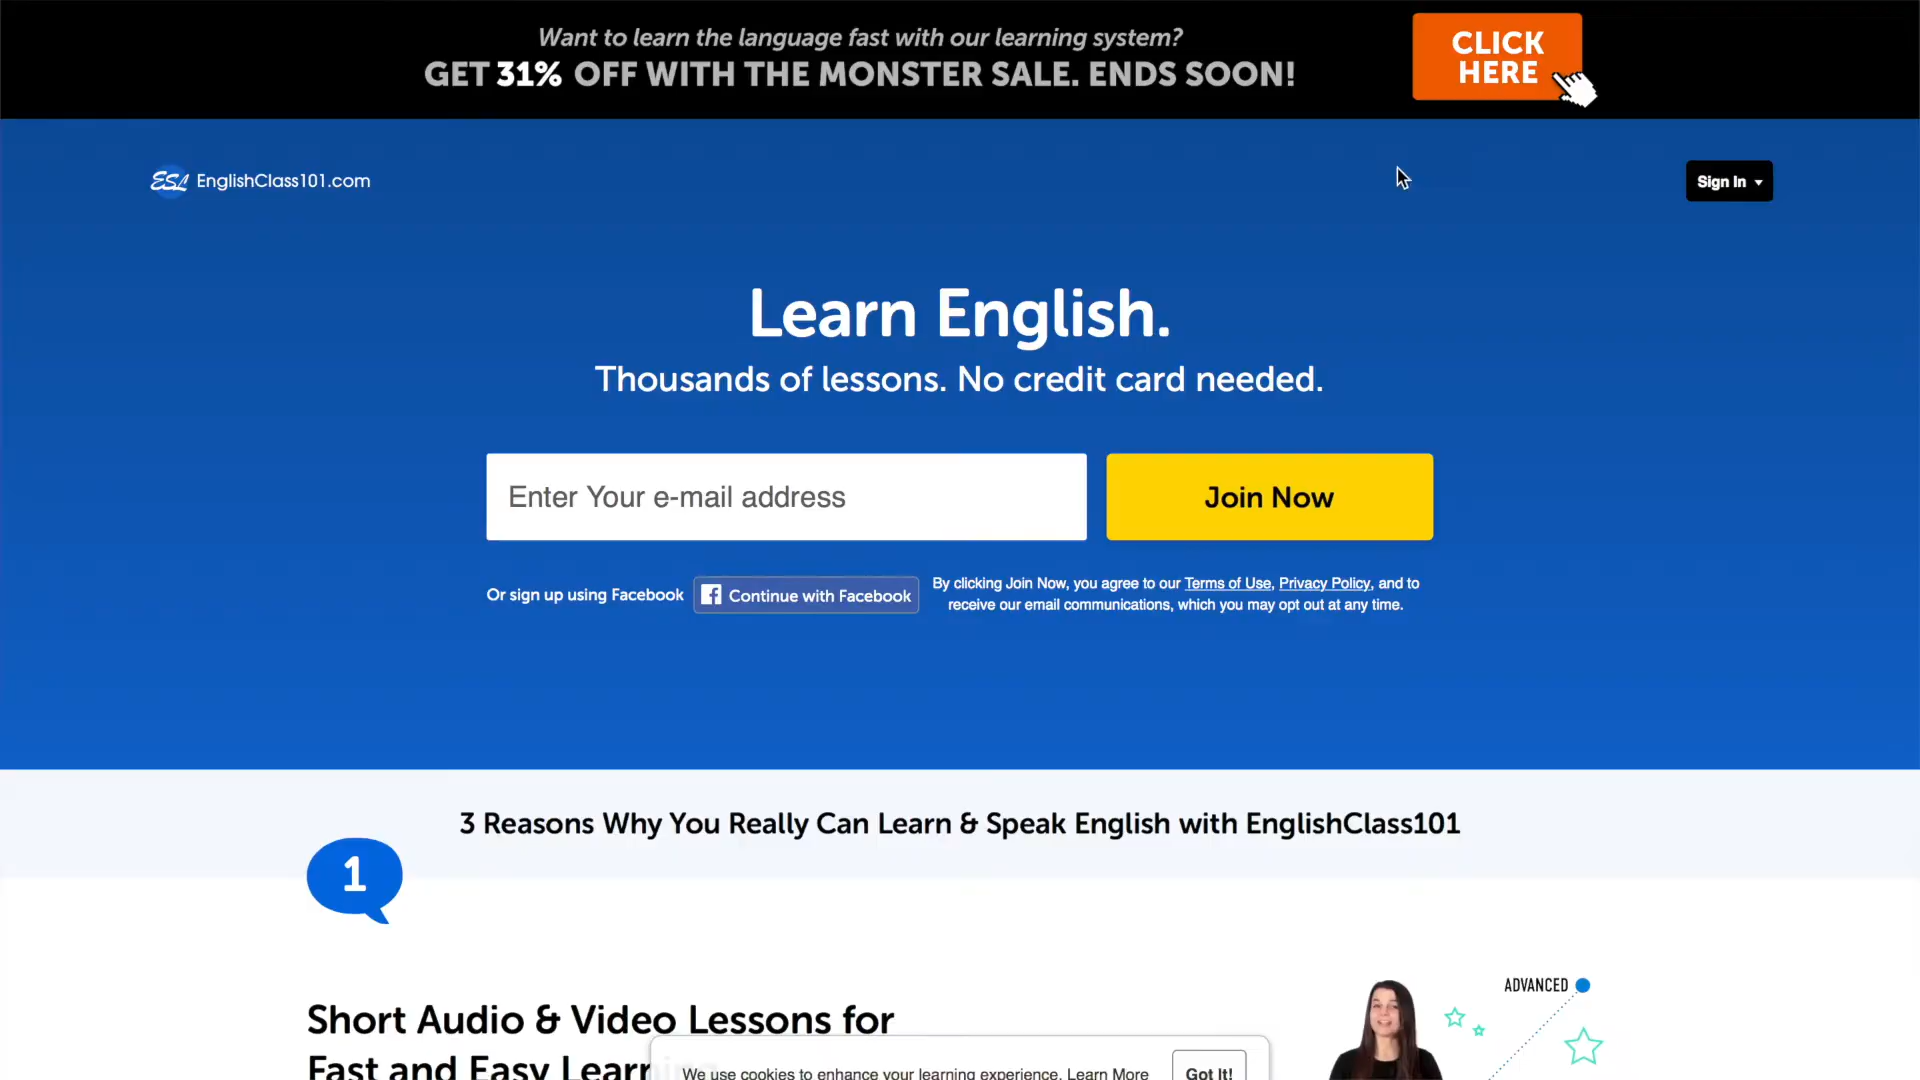 Want to learn the language fast with our learning system?
GET 31% OFF WITH THE MONSTER SALE. ENDS SOON!
CLICK
HERE
ESL EnglishClass101.com
Sign In
Learn English.
Thousands of lessons. No credit card needed.
Enter Your e-mail address
Join Now
Or sign up using Facebook
Continue with Facebook
By clicking Join Now, you agree to our Terms of Use, Privacy Policy, and to
receive our email communications, which you may opt out at any time.
3 Reasons Why You Really Can Learn & Speak English with EnglishClass101
1
Short Audio & Video Lessons for
Fast and Easy Learn
ADVANCED
We use cookies to enhance your learning experience. Learn More
Got It!